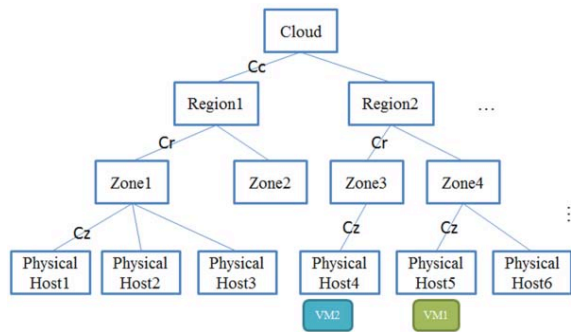 Cloud
Cc
Region1
Region2
...
Cr
Cr
Zone1
Zone2
Zone3
Zone4
Cz
Cz
Cz
...
Physical
Host1
Physical
Host2
Physical
Host3
Physical
Host4
Physical
Host5
Physical
Host6
VM2
VM1